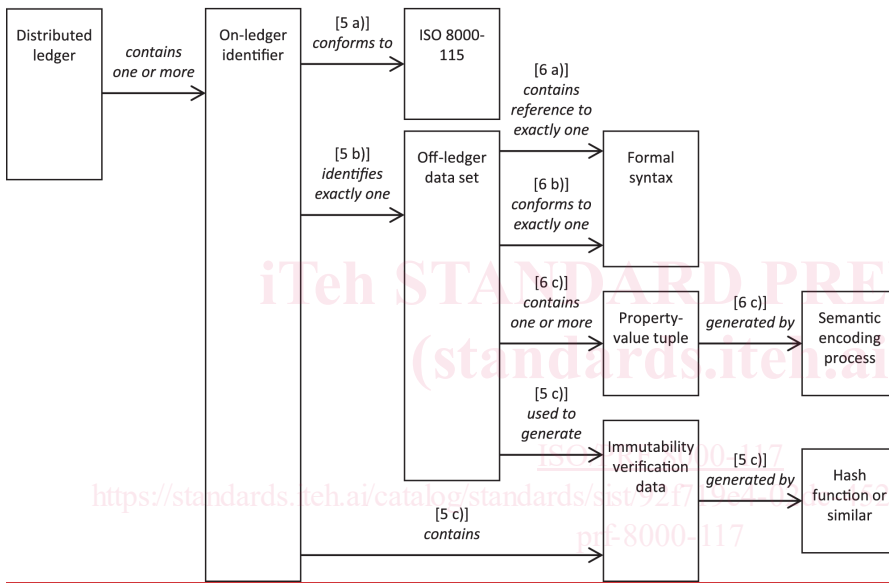 Distributed
ledger
contains
one or more
On-ledger
identifier
[5 a)]
conforms to
ISO 8000-
115
[5 b)]
identifies
exactly one
Off-ledger
data set
[6 a)]
contains
reference to
exactly one
[6 b)]
conforms to
exactly one
Formal
syntax
[6 c)]
contains
one or more
Property-
value tuple
[6 c)]
generated by
Semantic
encoding
process
[5 c)]
used to
generate
Immutability
verification
data
[5 c)]
generated by
Hash
function or
similar
[5 c)]
contains
iTeh STANDARD PRE
(standards.iteh.ai
prf-8000-117